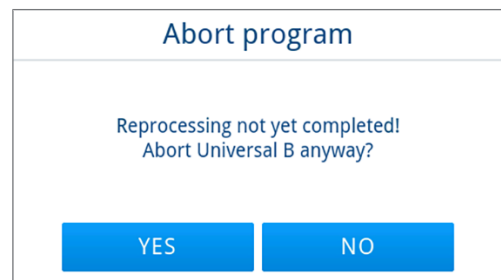 Abort program
Reprocessing not yet completed!
Abort Universal B anyway?
YES
NO